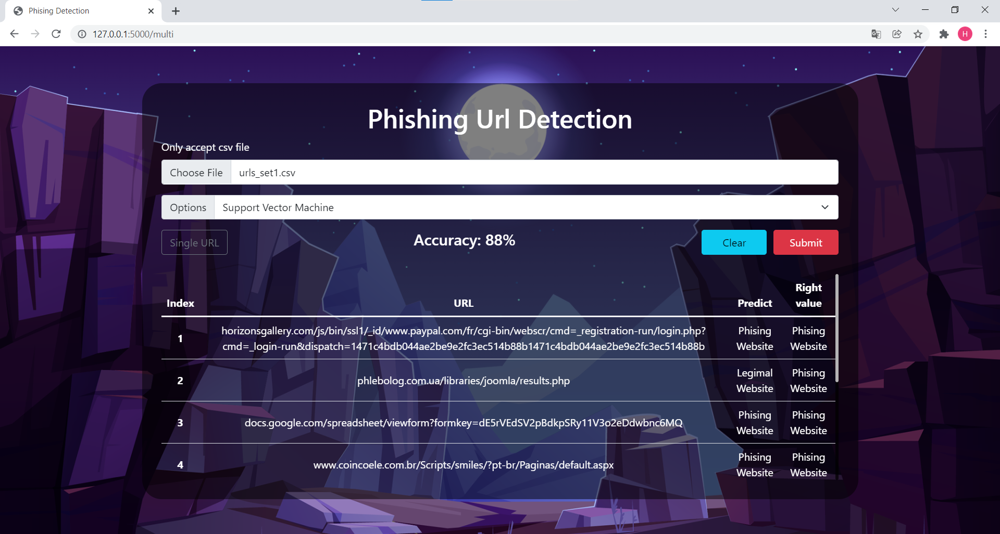 Phising Detection
127.0.0.1:5000/multi
H
Phishing Url Detection
Only accept csv file
Choose File urls_set1.csv
Options Support Vector Machine
Single URL Accuracy: 88% Clear Submit
Index URL Predict Right
value
1 horizonsgallery.com/js/bin/ssl1/_id/www.paypal.com/fr/cgi-bin/webscr/cmd=_registration-run/login.php? Phising Phising
cmd=_login-run&dispatch=1471c4bdb044ae2be9e2fc3ec514b88b1471c4bdb044ae2be9e2fc3ec514b88b Website Website
2 phlebolog.com.ua/libraries/joomla/results.php Legimal Phising
Website Website
3 docs.google.com/spreadsheet/viewform?formkey=dE5rVEdSV2pBdkpSRy11V3o2eDdwbnc6MQ Phising Phising
Website Website
4 www.coincoele.com.br/Scripts/smiles/?pt-br/Paginas/default.aspx Phising Phising
Website Website